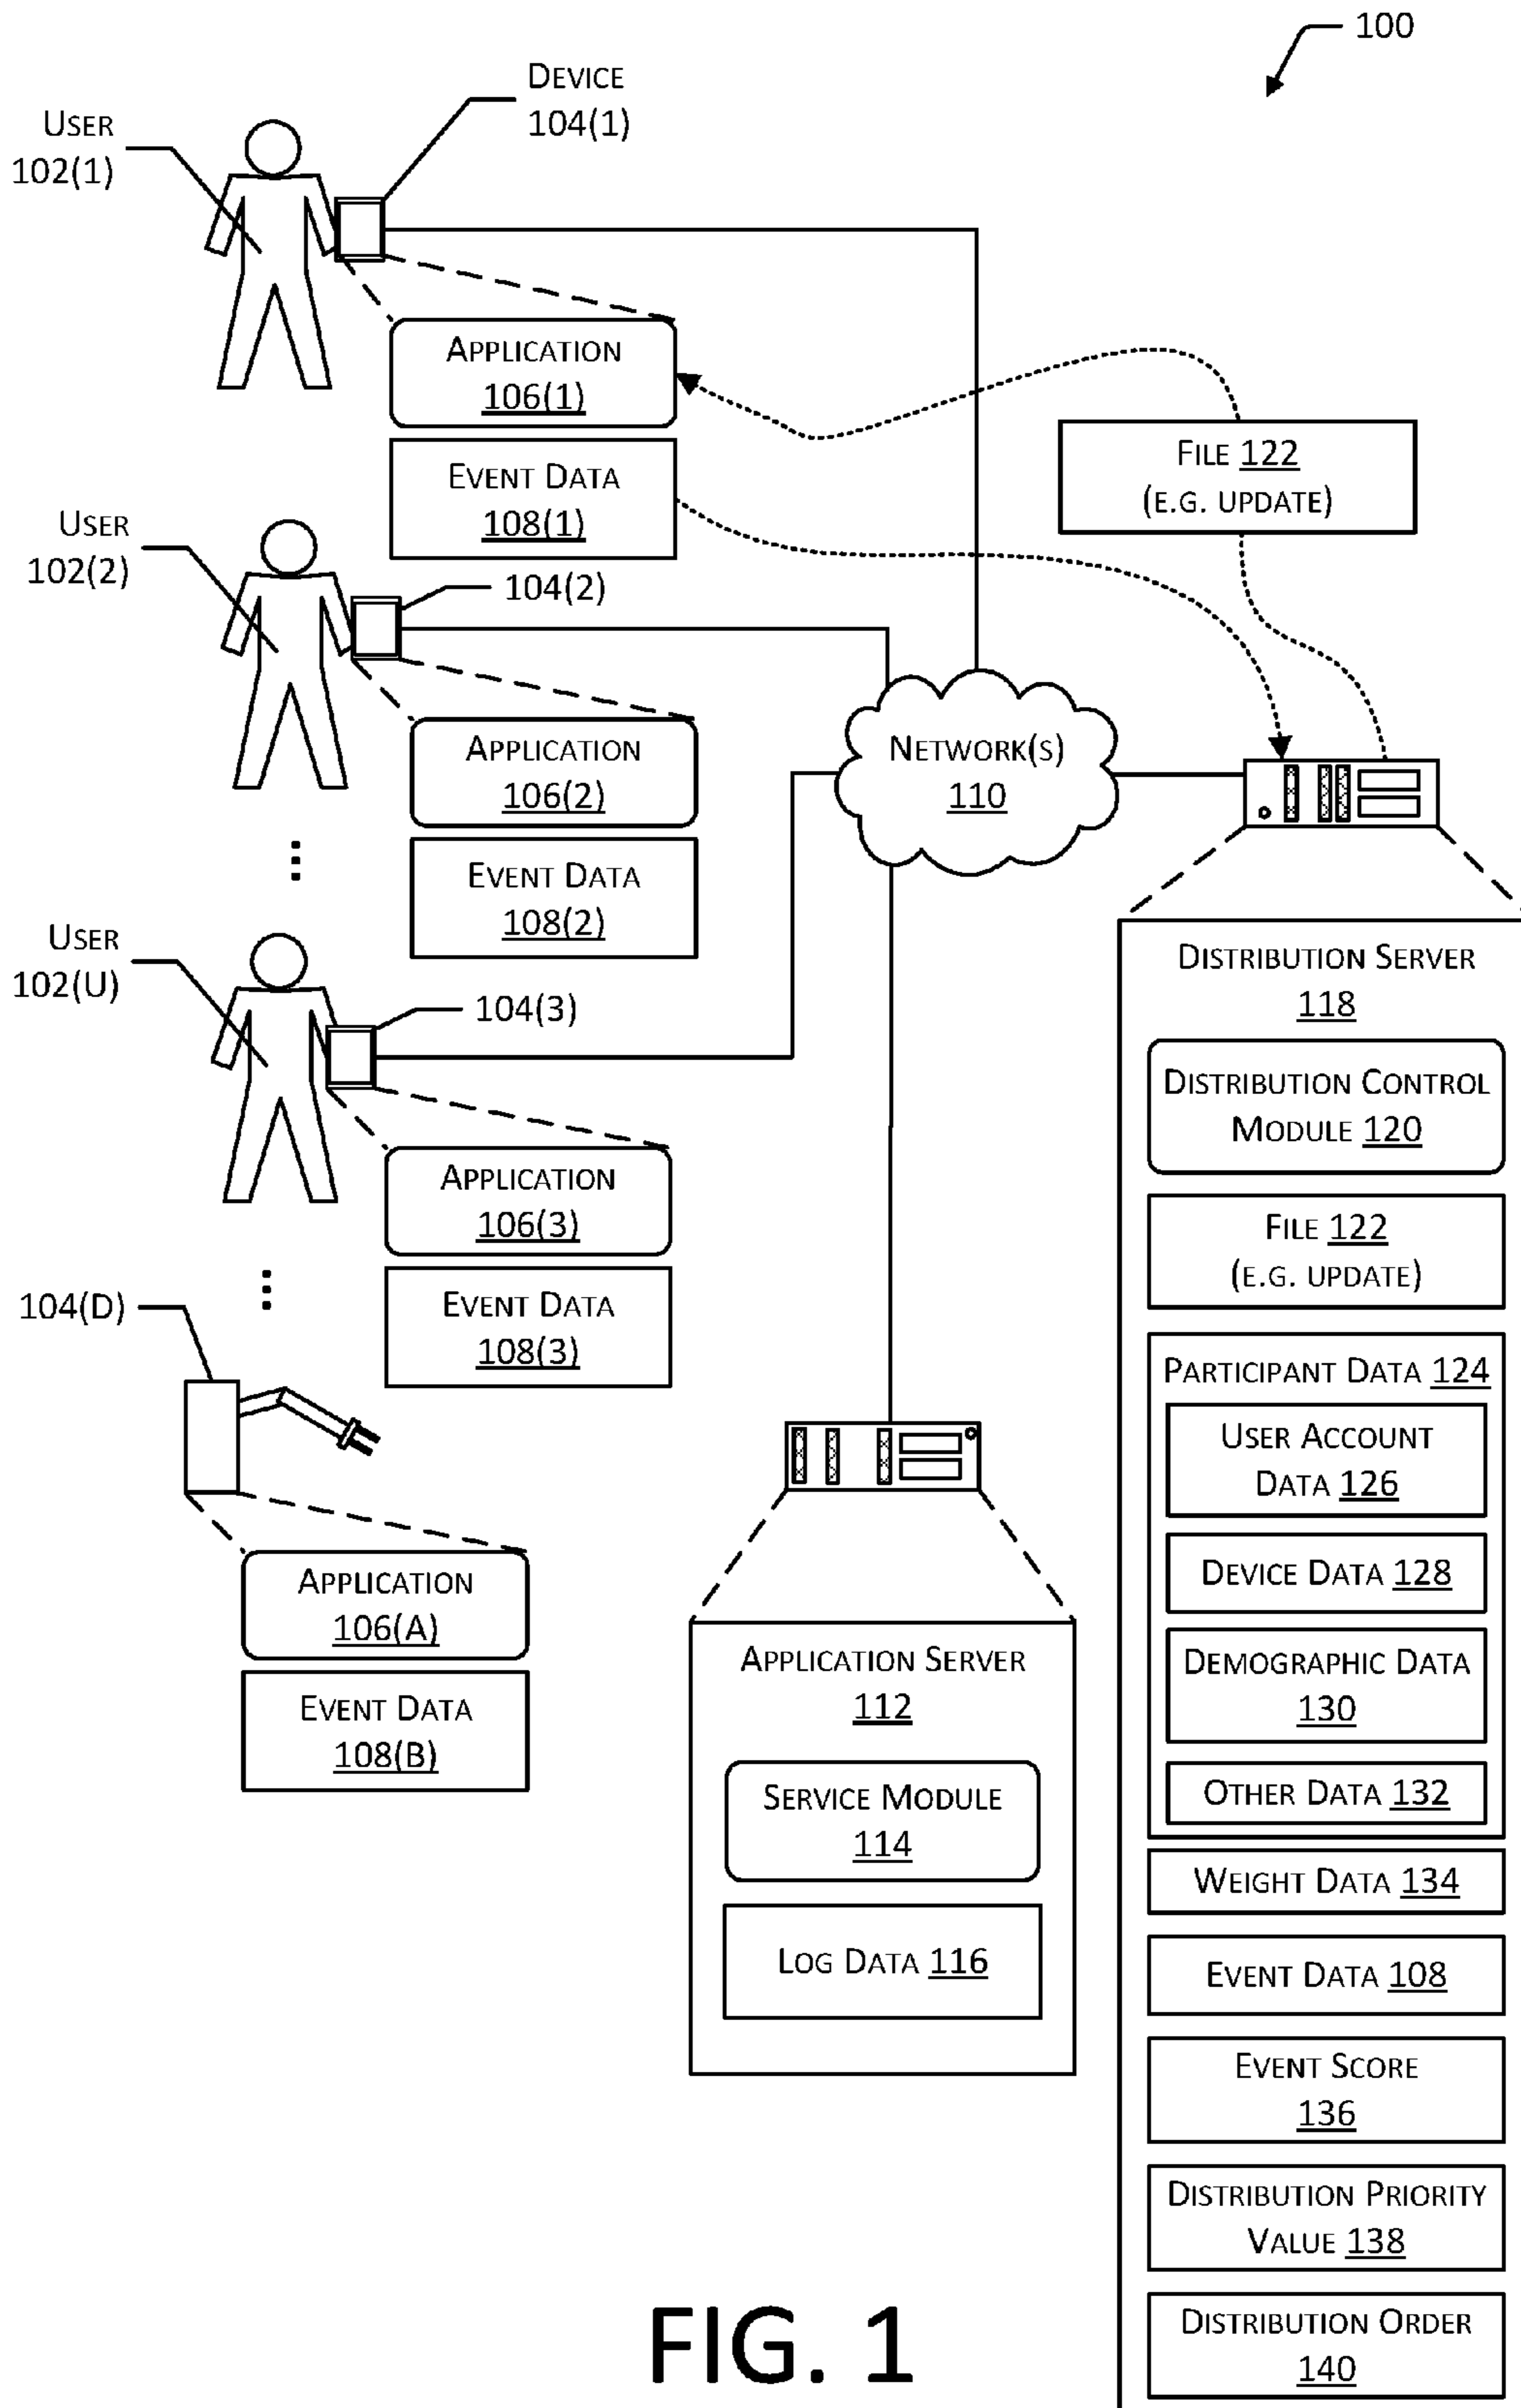 100
DEVICE
104(1)
USER
102(1)
APPLICATION
106(1)
EVENT DATA
108(1)
FILE 122
(E.G. UPDATE)
USER
102(2)
104(2)
APPLICATION
106(2)
EVENT DATA
108(2)
NETWORK(S)
110
USER
102(U)
104(3)
APPLICATION
106(3)
EVENT DATA
108(3)
104(D)
APPLICATION
106(A)
EVENT DATA
108(B)
APPLICATION SERVER
112
SERVICE MODULE
114
LOG DATA 116
DISTRIBUTION SERVER
118
DISTRIBUTION CONTROL
MODULE 120
FILE 122
(E.G. UPDATE)
PARTICIPANT DATA 124
USER ACCOUNT
DATA 126
DEVICE DATA 128
DEMOGRAPHIC DATA
130
OTHER DATA 132
WEIGHT DATA 134
EVENT DATA 108
EVENT SCORE
136
DISTRIBUTION PRIORITY
VALUE 138
DISTRIBUTION ORDER
140
FIG. 1